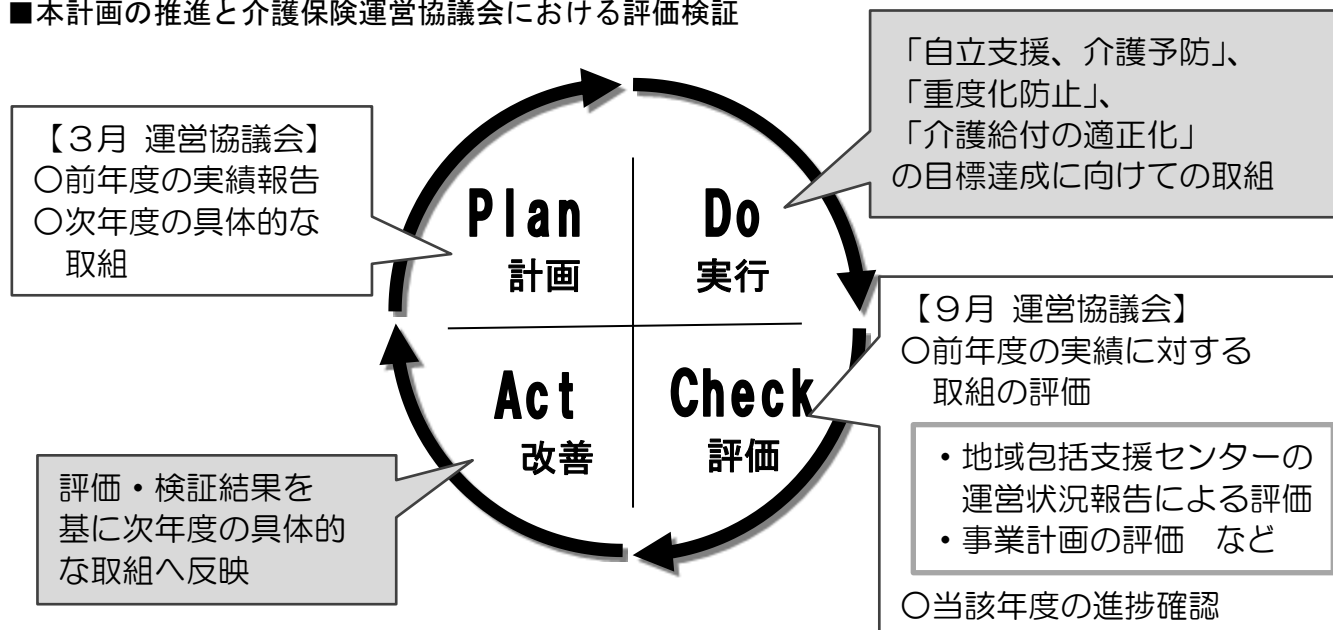 ■本計画の推進と介護保険運営協議会における評価検証
【３月 運営協議会】
〇前年度の実績報告
〇次年度の具体的な
取組
Plan
計画
「自立支援、介護予防」、
「重度化防止」、
「介護給付の適正化」
の目標達成に向けての取組
Do
実行
【９月 運営協議会】
〇前年度の実績に対する
取組の評価
・地域包括支援センターの
運営状況報告による評価
・事業計画の評価　など
〇当該年度の進捗確認
Check
評価
Act
改善
評価・検証結果を
基に次年度の具体的
な取組へ反映